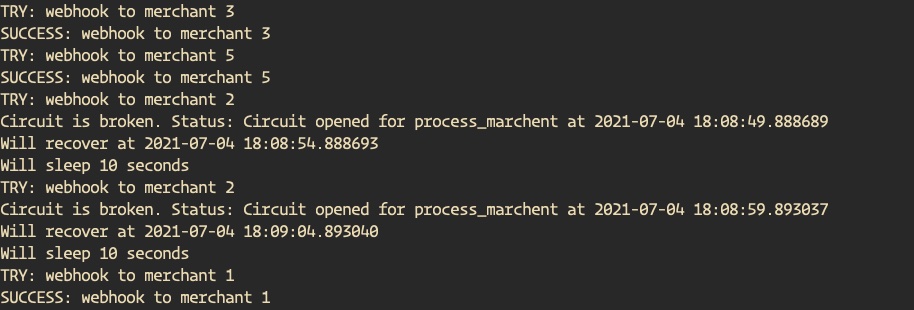 TRY: webhook to merchant 3
SUCCESS: webhook to merchant 3
TRY: webhook to merchant 5
SUCCESS: webhook to merchant 5
TRY: webhook to merchant 2
Circuit is broken. Status: Circuit opened for process_marchent at 2021-07-04 18:08:49.888689
Will recover at 2021-07-04 18:08:54.888693
Will sleep 10 seconds
TRY: webhook to merchant 2
Circuit is broken. Status: Circuit opened for process_marchent at 2021-07-04 18:08:59.893037
Will recover at 2021-07-04 18:09:04.893040
Will sleep 10 seconds
TRY: webhook to merchant 1
SUCCESS: webhook to merchant 1